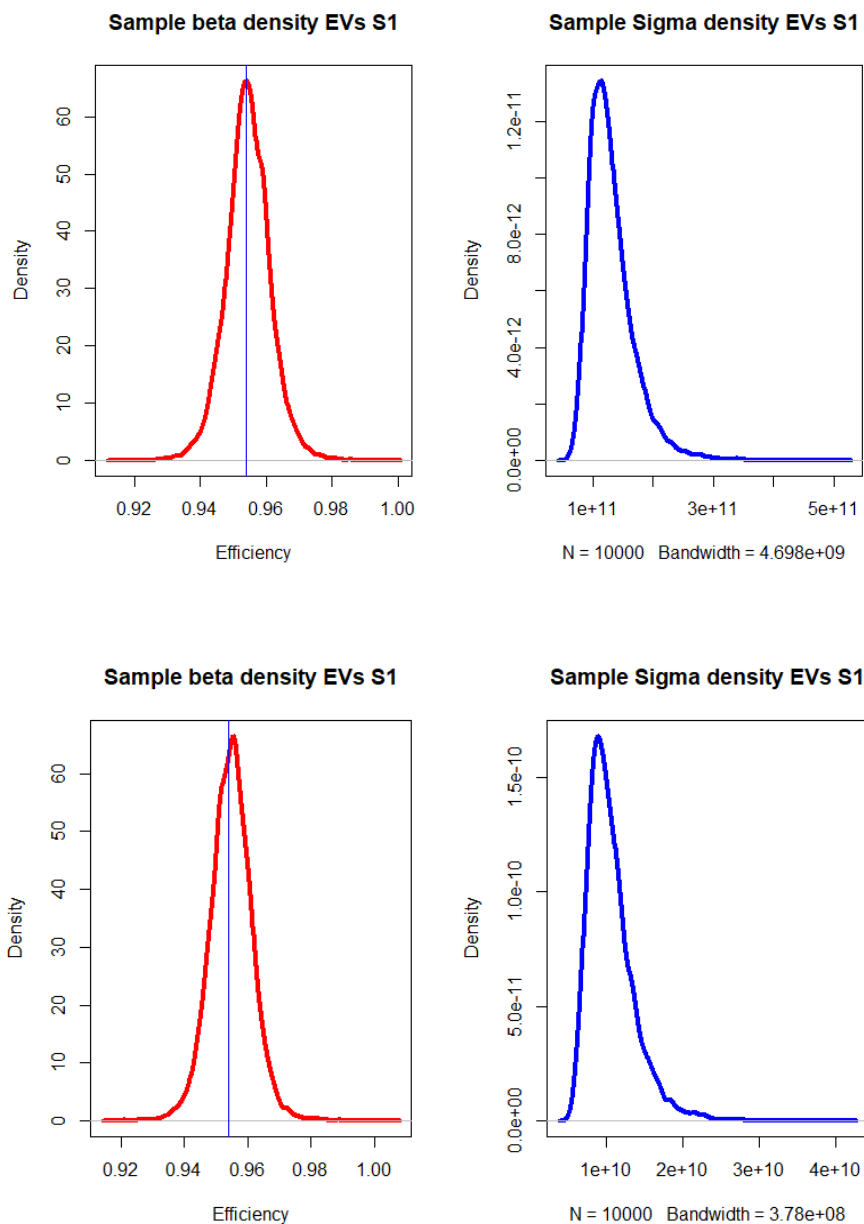 Sample beta density EVs S1
Density
0
10
20
30
40
50
60
0.92
0.94
0.96
0.98
1.00
Efficiency
Sample Sigma density EVs S1
Density
0.0e+00
4.0e-12
8.0e-12
1.2e-11
1e+11
3e+11
5e+11
N = 10000 Bandwidth = 4.698e+09
Sample beta density EVs S1
Density
0
10
20
30
40
50
60
0.92
0.94
0.96
0.98
1.00
Efficiency
Sample Sigma density EVs S1
Density
0.0e+00
5.0e-11
1.0e-10
1.5e-10
1e+10
2e+10
3e+10
4e+10
N = 10000 Bandwidth = 3.78e+08